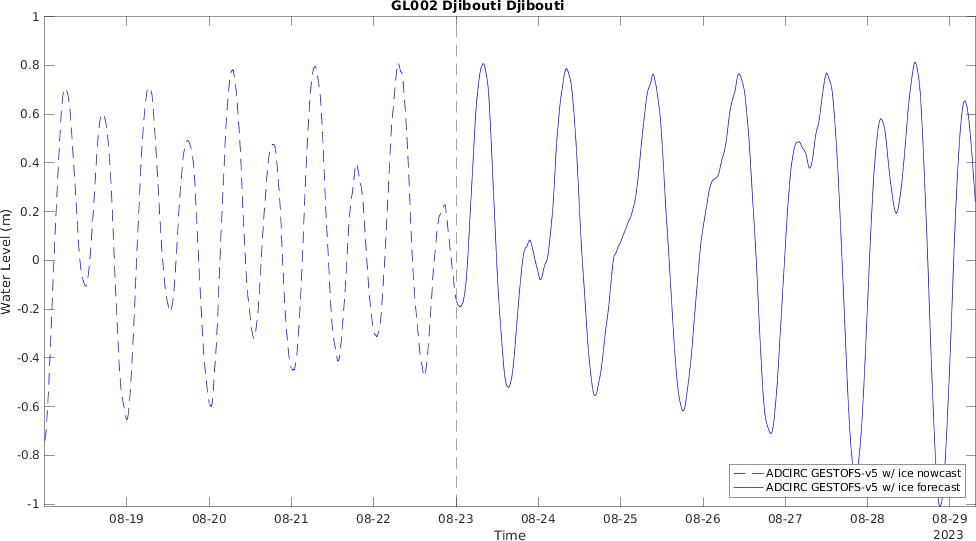 GL002 Djibouti Djibouti
1
0.8
0.6
0.4
0.2
0
-0.2
-0.4
-0.6
-0.8
-1
Water Level (m)
ADCIRC GESTOFS-v5 w/ ice nowcast
ADCIRC GESTOFS-v5 w/ ice forecast
08-19 08-20 08-21 08-22 08-23 08-24 08-25 08-26 08-27 08-28 08-29
2023
Time